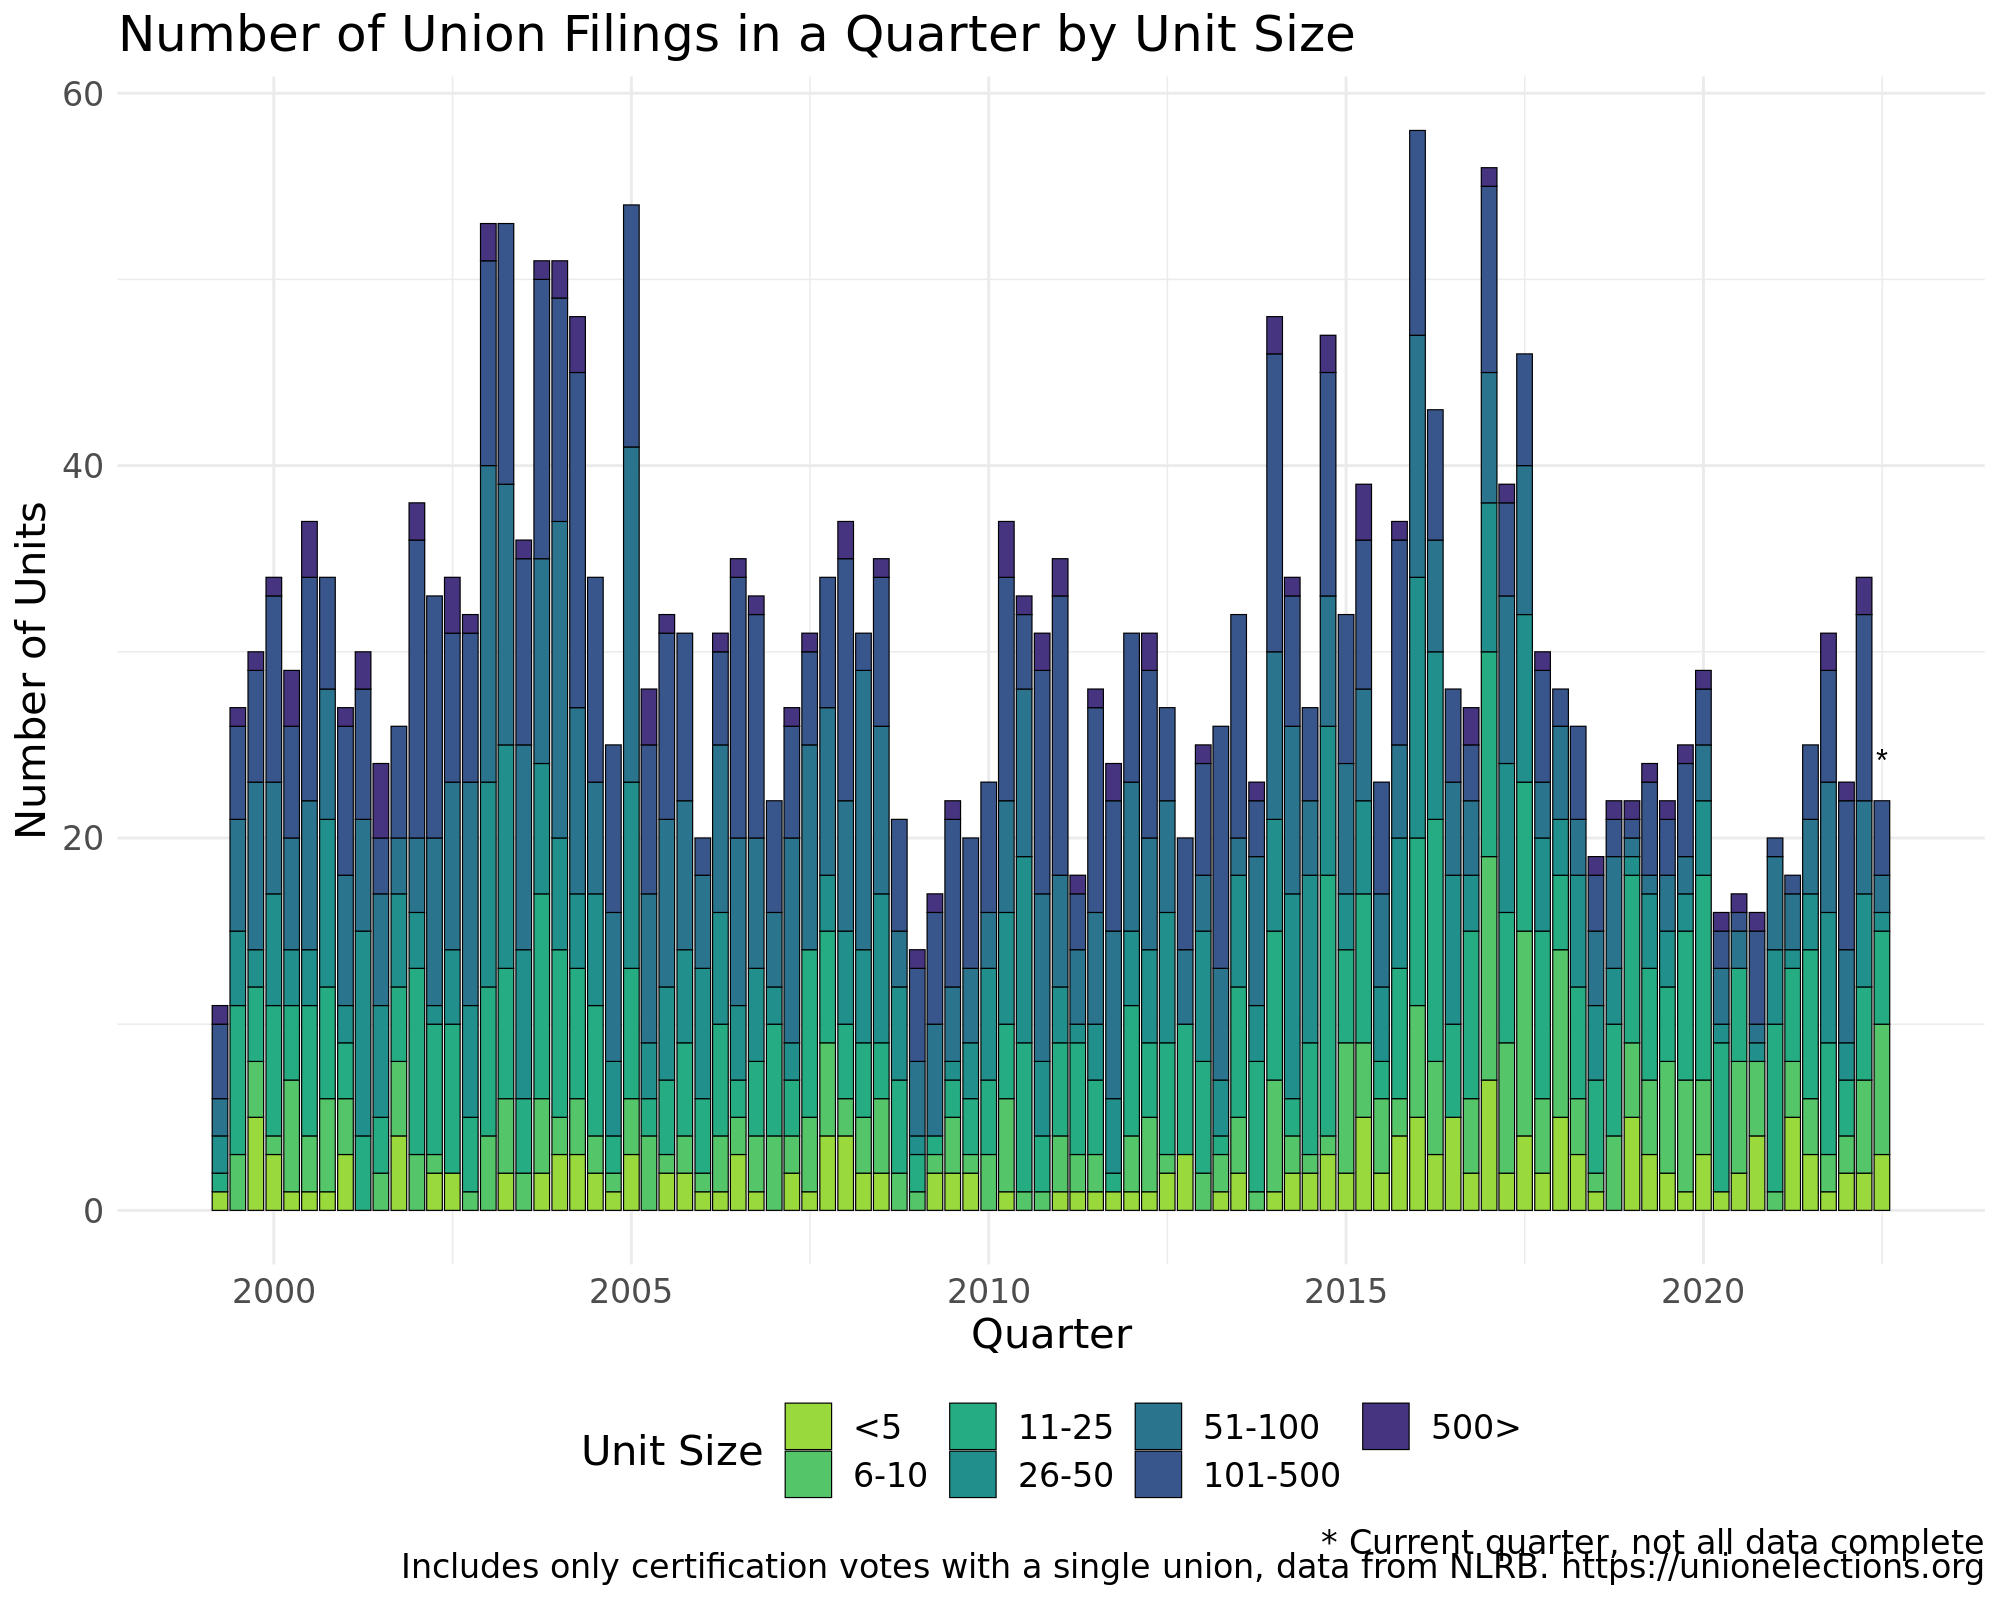 Number of Union Filings in a Quarter by Unit Size
60
40
20
0
Number of Units
*
2000 2005 2010 2015 2020
Quarter
Unit Size
<5 11-25 51-100 500>
6-10 26-50 101-500
* Current quarter, not all data complete
Includes only certification votes with a single union, data from NLRB. https://unionelections.org